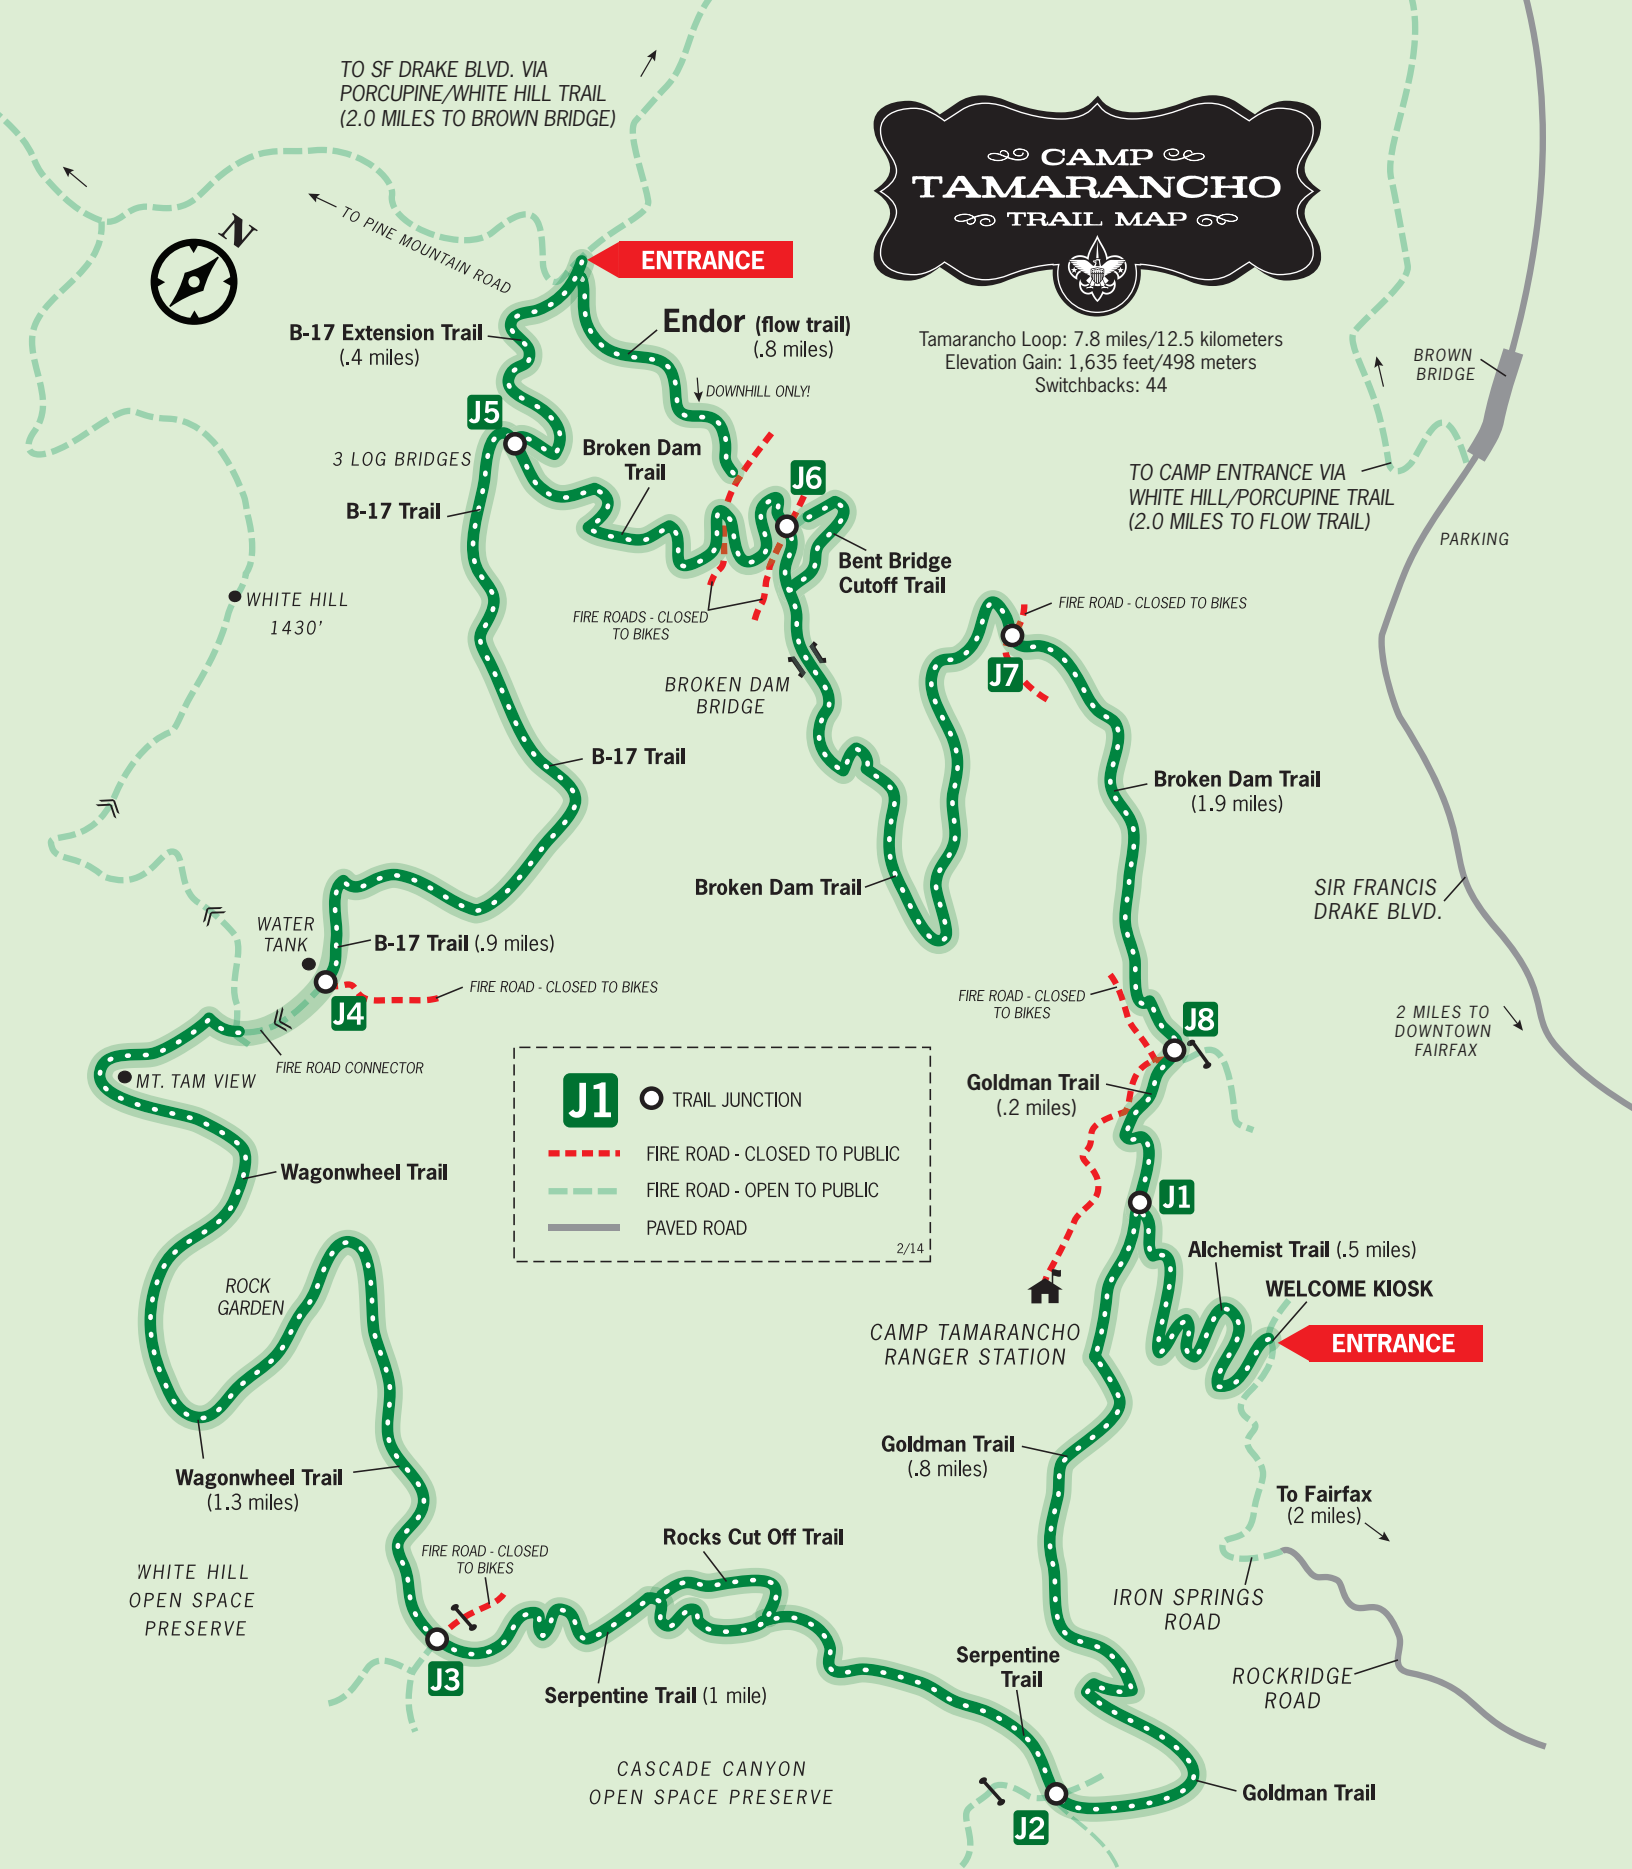 TO SF DRAKE BLVD. VIA
PORCUPINE/WHITE HILL TRAIL
(2.0 MILES TO BROWN BRIDGE)
CAMP
TAMARANCHO
TRAIL MAP
Tamarancho Loop: 7.8 miles/12.5 kilometers
Elevation Gain: 1,635 feet/498 meters
Switchbacks: 44
N
TO PINE MOUNTAIN ROAD
ENTRANCE
B-17 Extension Trail
(.4 miles)
Endor (flow trail)
(.8 miles)
DOWNHILL ONLY!
BROWN
BRIDGE
J5
3 LOG BRIDGES
Broken Dam
Trail
J6
B-17 Trail
TO CAMP ENTRANCE VIA
WHITE HILL/PORCUPINE TRAIL
(2.0 MILES TO FLOW TRAIL)
PARKING
Bent Bridge
Cutoff Trail
WHITE HILL
1430'
FIRE ROADS - CLOSED
TO BIKES
FIRE ROAD - CLOSED TO BIKES
J7
BROKEN DAM
BRIDGE
B-17 Trail
Broken Dam Trail
(1.9 miles)
Broken Dam Trail
SIR FRANCIS
DRAKE BLVD.
WATER
TANK
B-17 Trail (.9 miles)
FIRE ROAD - CLOSED TO BIKES
J4
FIRE ROAD - CLOSED
TO BIKES
J8
2 MILES TO
DOWNTOWN
FAIRFAX
FIRE ROAD CONNECTOR
MT. TAM VIEW
Goldman Trail
(.2 miles)
J1
TRAIL JUNCTION
FIRE ROAD - CLOSED TO PUBLIC
FIRE ROAD - OPEN TO PUBLIC
PAVED ROAD
2/14
Wagonwheel Trail
J1
Alchemist Trail (.5 miles)
WELCOME KIOSK
ENTRANCE
ROCK
GARDEN
CAMP TAMARANCHO
RANGER STATION
Goldman Trail
(.8 miles)
Wagonwheel Trail
(1.3 miles)
To Fairfax
(2 miles)
Rocks Cut Off Trail
FIRE ROAD - CLOSED
TO BIKES
WHITE HILL
OPEN SPACE
PRESERVE
IRON SPRINGS
ROAD
J3
Serpentine Trail (1 mile)
Serpentine
Trail
ROCKRIDGE
ROAD
CASCADE CANYON
OPEN SPACE PRESERVE
Goldman Trail
J2